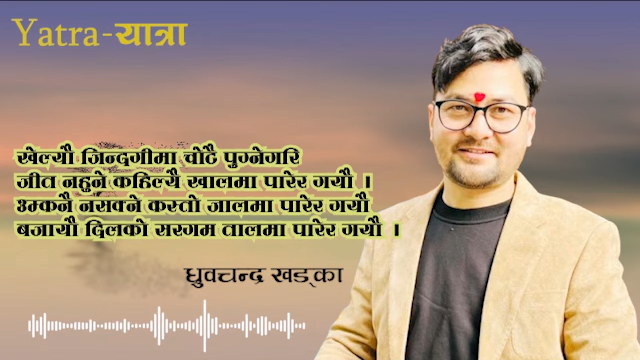 Yatra-यात्रा
खेल्यौ जिन्दगीमा चोटै पुग्नेगरि
जीत नहुने कहिल्यै खालमा पारेर गयौ ।
उम्कनै नसक्ने कस्तो जालमा पारेर गयौ
बजायौ दिलको सरगम तालमा पारेर गयौ ।
ध्रुवचन्द्र खड्का